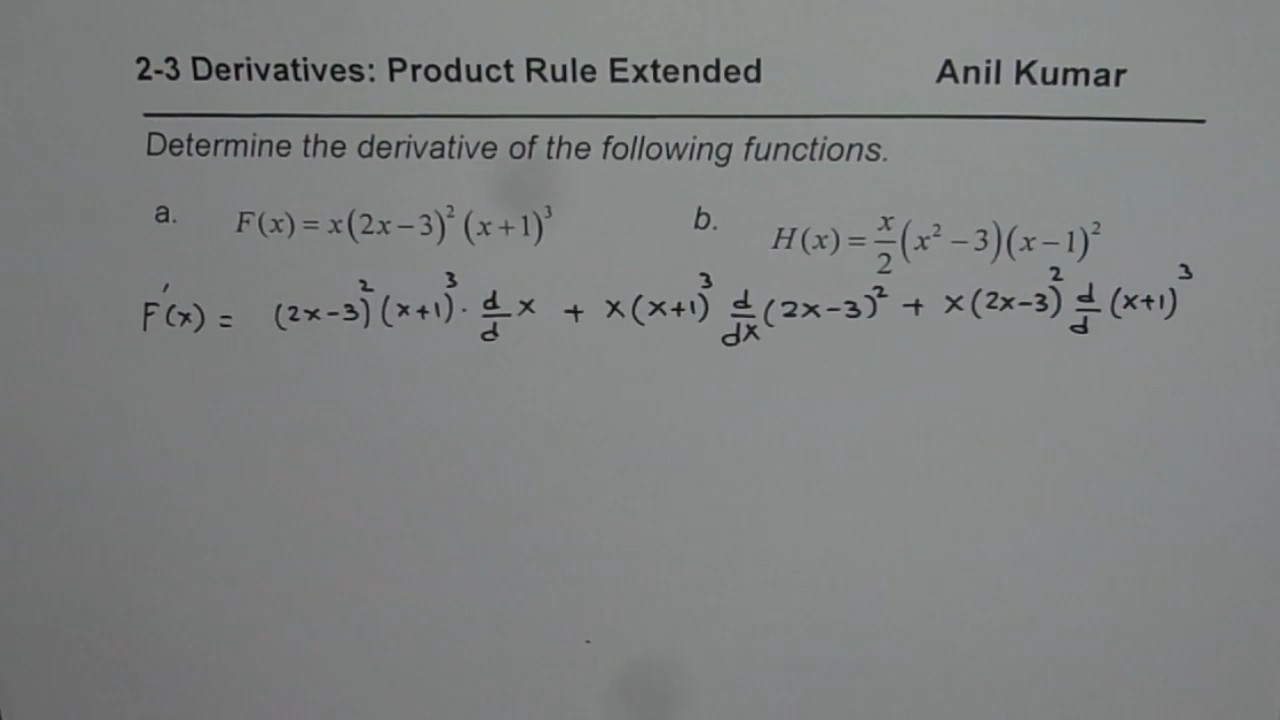 2-3 Derivatives: Product Rule Extended Anil Kumar
Determine the derivative of the following functions.
a. F(x) = x(2x−3)² (x+1)³ b. H(x) = x/2 (x² −3)(x−1)²
F'(x) = (2x−3)² (x+1)³ · d/d x + x(x+1)³ d/dx (2x−3)² + x(2x−3)² d/d (x+1)³